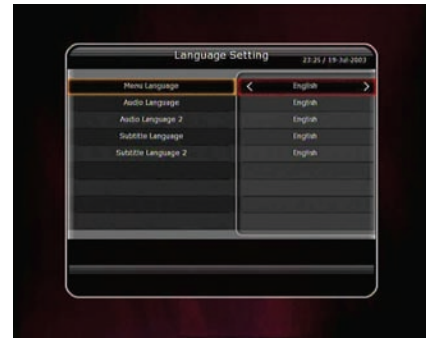 Language Setting
23:25 / 19-Jul-2003
Menu Language < English >
Audio Language English
Audio Language 2 English
Subtitle Language English
Subtitle Language 2 English